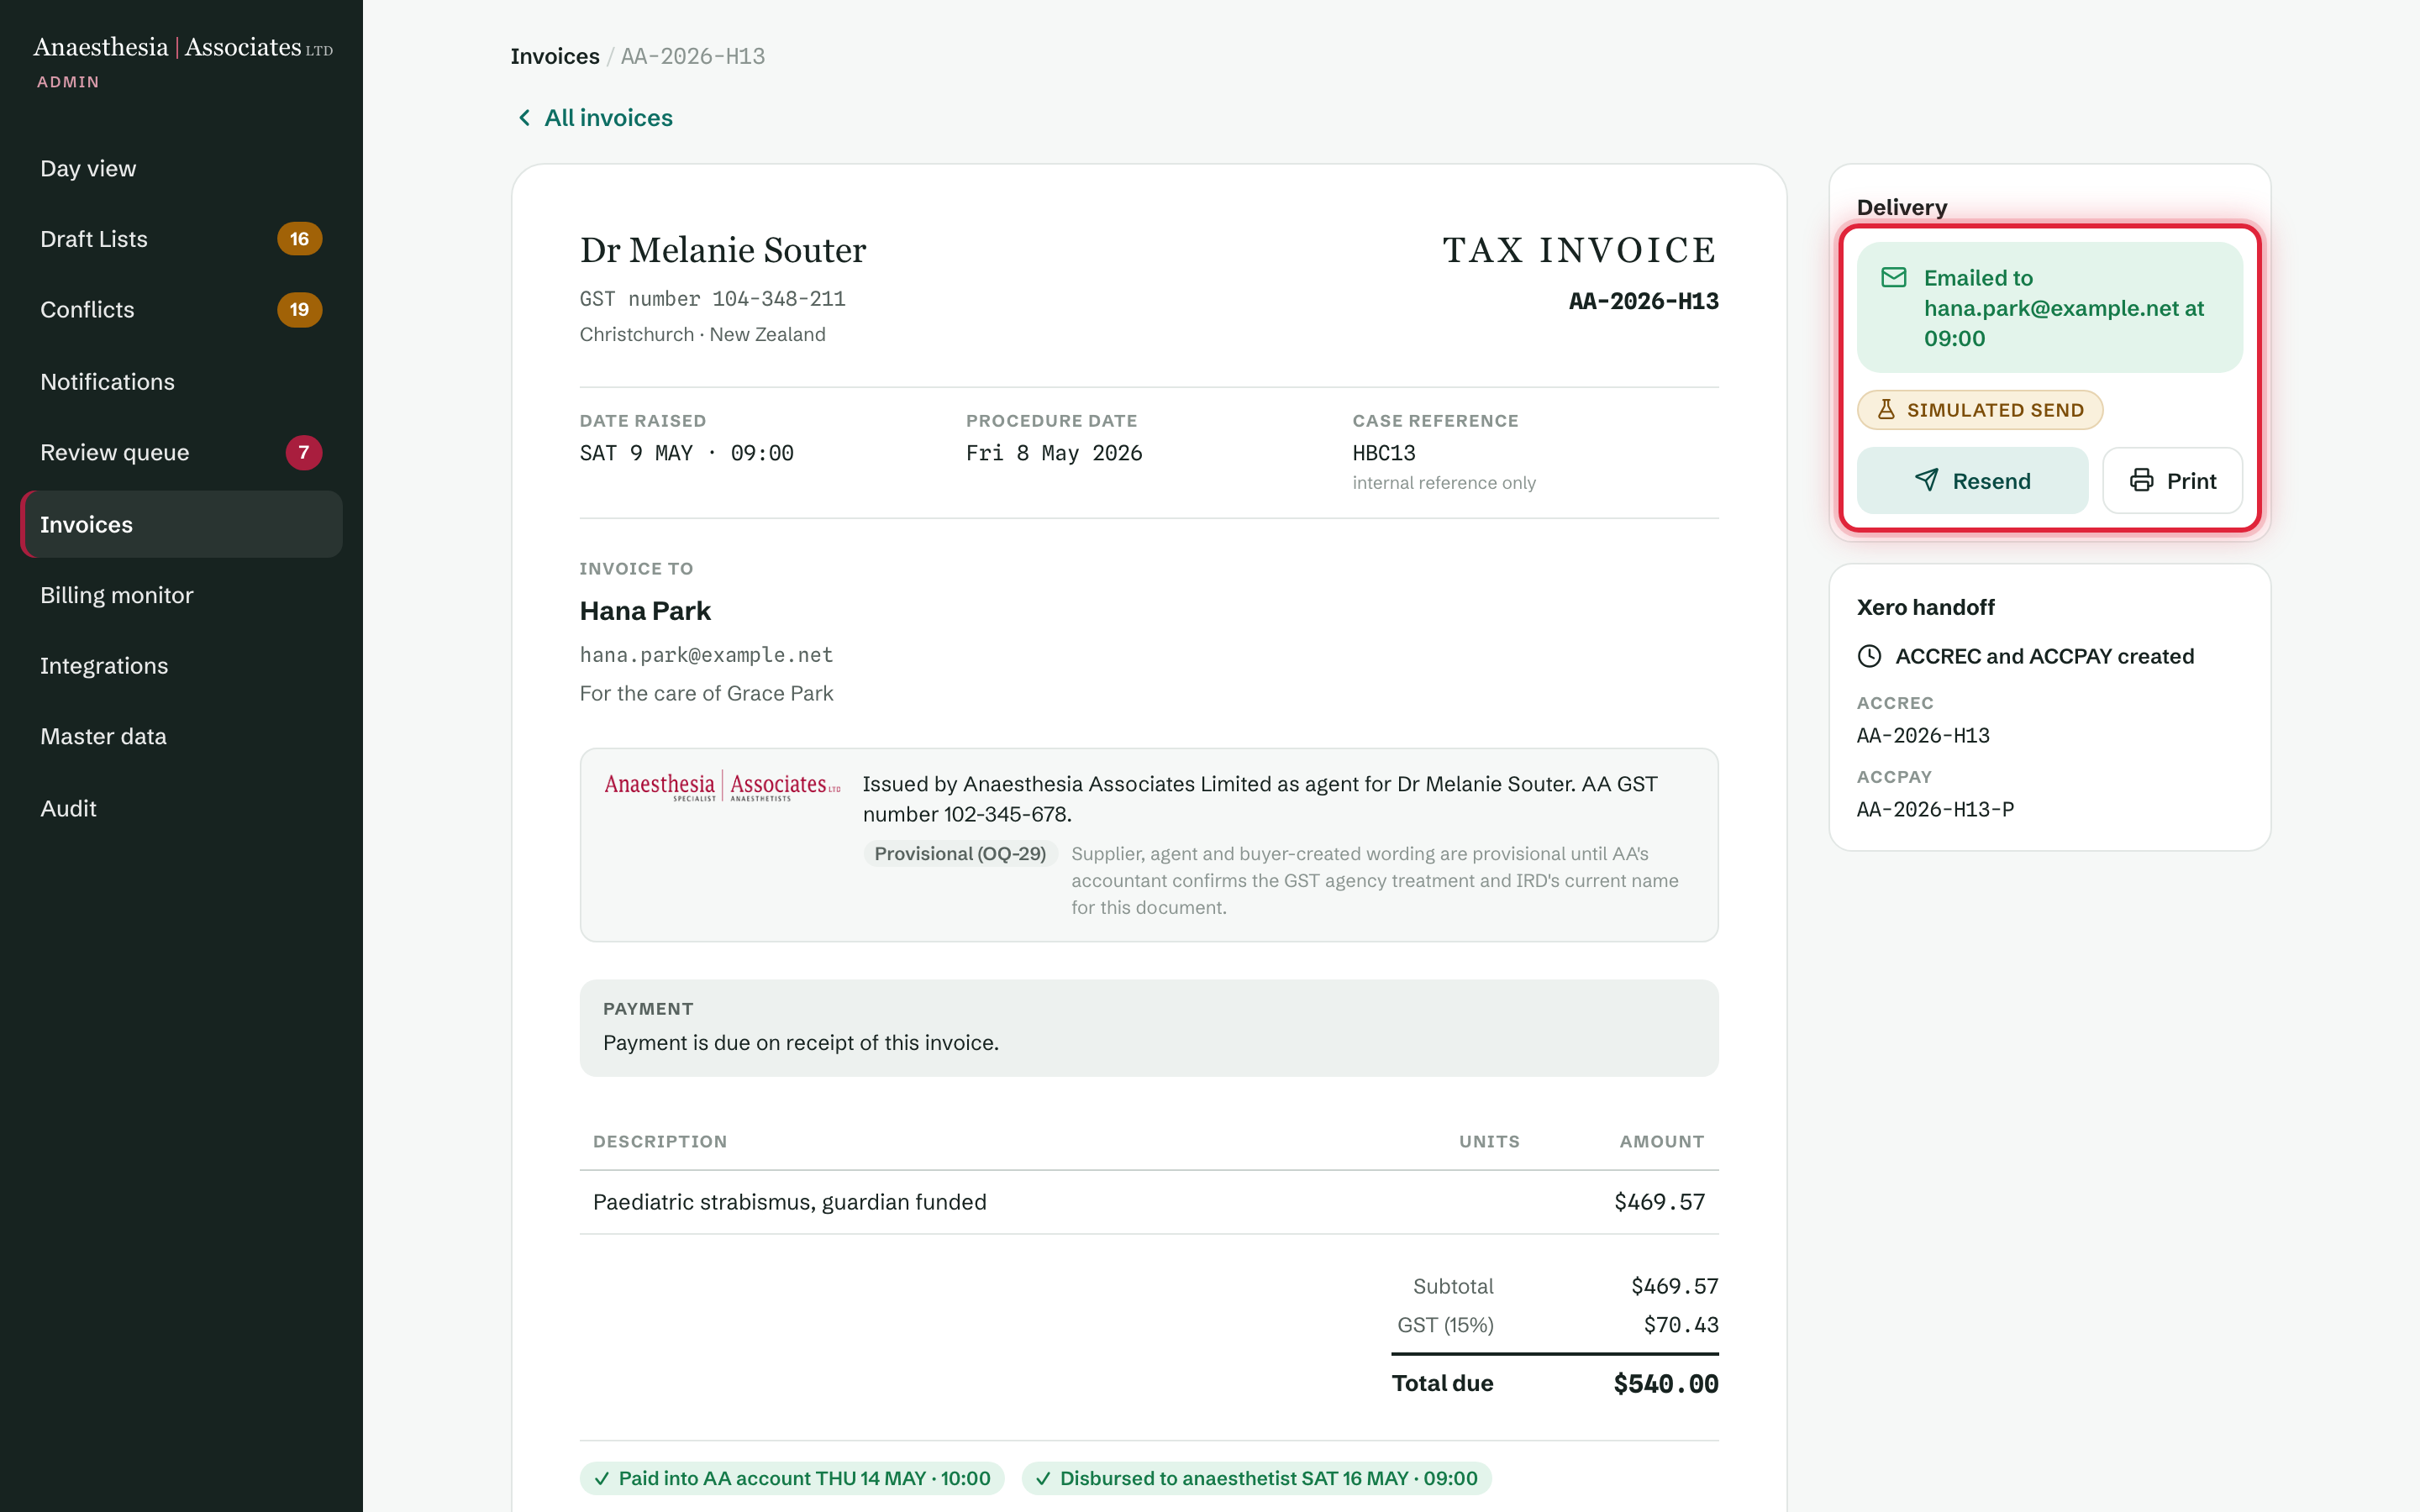 Anaesthesia | Associates LTD
ADMIN
Day view
Draft Lists 16
Conflicts 19
Notifications
Review queue 7
Invoices
Billing monitor
Integrations
Master data
Audit
Invoices / AA-2026-H13
All invoices
Dr Melanie Souter
GST number 104-348-211
Christchurch · New Zealand
TAX INVOICE
AA-2026-H13
DATE RAISED
SAT 9 MAY · 09:00
PROCEDURE DATE
Fri 8 May 2026
CASE REFERENCE
HBC13
internal reference only
INVOICE TO
Hana Park
hana.park@example.net
For the care of Grace Park
Anaesthesia | Associates LTD
SPECIALIST ANAESTHETISTS
Issued by Anaesthesia Associates Limited as agent for Dr Melanie Souter. AA GST
number 102-345-678.
Provisional (OQ-29)
Supplier, agent and buyer-created wording are provisional until AA's
accountant confirms the GST agency treatment and IRD's current name
for this document.
PAYMENT
Payment is due on receipt of this invoice.
DESCRIPTION UNITS AMOUNT
Paediatric strabismus, guardian funded $469.57
Subtotal $469.57
GST (15%) $70.43
Total due $540.00
Paid into AA account THU 14 MAY · 10:00
Disbursed to anaesthetist SAT 16 MAY · 09:00
Delivery
Emailed to
hana.park@example.net at
09:00
SIMULATED SEND
Resend
Print
Xero handoff
ACCREC and ACCPAY created
ACCREC
AA-2026-H13
ACCPAY
AA-2026-H13-P